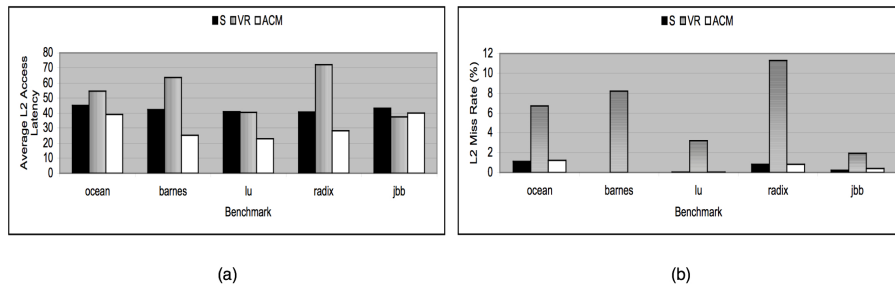 S VR ACM
Average L2 Access
Latency
80
70
60
50
40
30
20
10
0
ocean barnes lu radix jbb
Benchmark
(a)
S VR ACM
L2 Miss Rate (%)
12
10
8
6
4
2
0
ocean barnes lu radix jbb
Benchmark
(b)